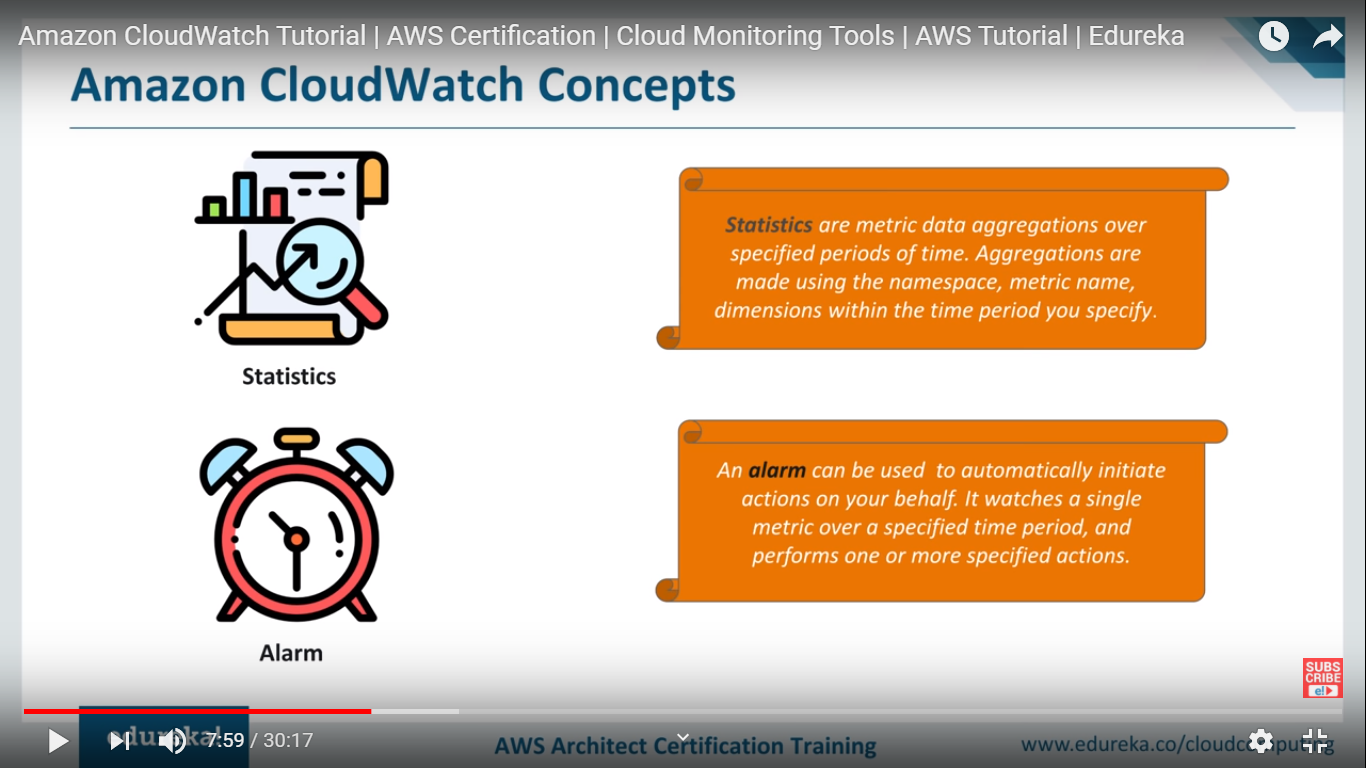 Amazon CloudWatch Tutorial | AWS Certification | Cloud Monitoring Tools | AWS Tutorial | Edureka
Amazon CloudWatch Concepts
Statistics are metric data aggregations over
specified periods of time. Aggregations are
made using the namespace, metric name,
dimensions within the time period you specify.
Statistics
An alarm can be used to automatically initiate
actions on your behalf. It watches a single
metric over a specified time period, and
performs one or more specified actions.
Alarm
SUBS
CRIBE
e!
edureka!
7:59 / 30:17
AWS Architect Certification Training
www.edureka.co/cloudcomputing